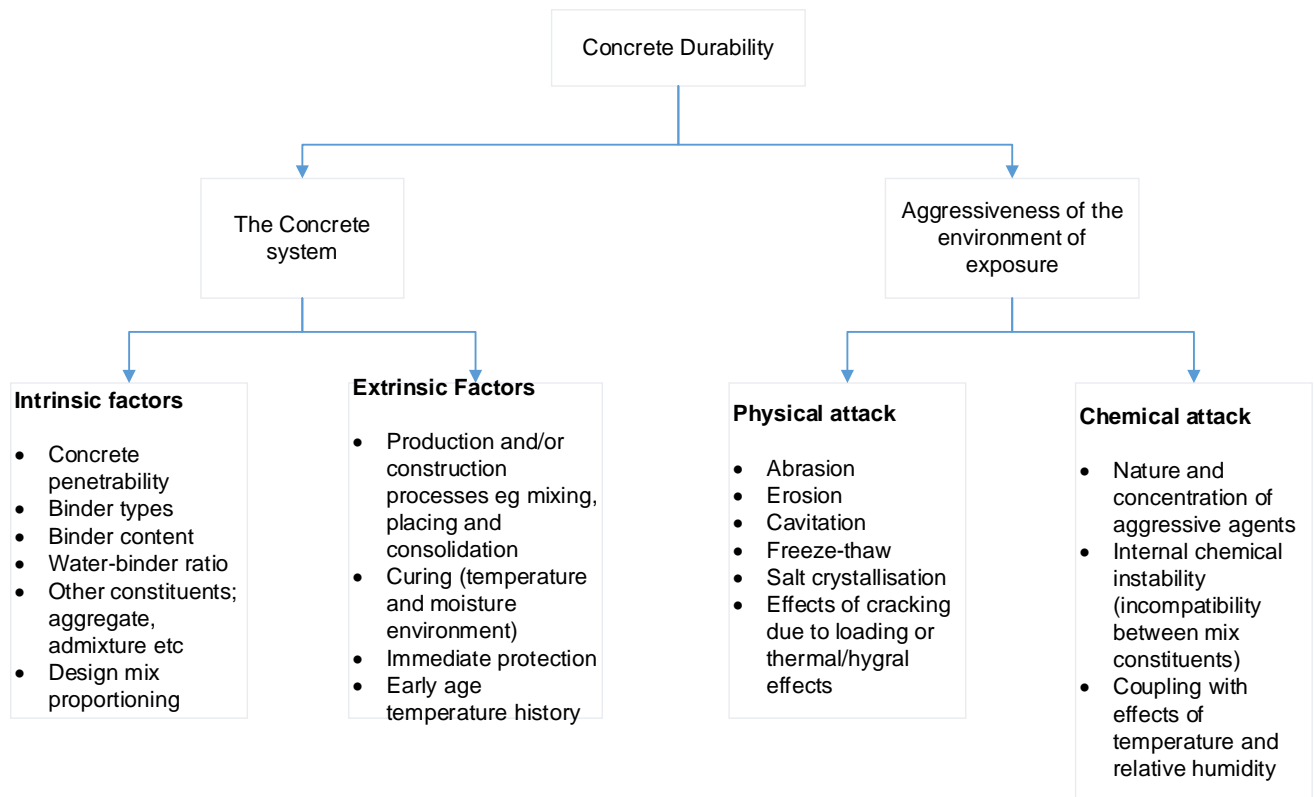 Concrete Durability
The Concrete
system
Aggressiveness of the
environment of
exposure
Intrinsic factors
• Concrete
penetrability
• Binder types
• Binder content
• Water-binder ratio
• Other constituents;
aggregate,
admixture etc
• Design mix
proportioning
Extrinsic Factors
• Production and/or
construction
processes eg mixing,
placing and
consolidation
• Curing (temperature
and moisture
environment)
• Immediate protection
• Early age
temperature history
Physical attack
• Abrasion
• Erosion
• Cavitation
• Freeze-thaw
• Salt crystallisation
• Effects of cracking
due to loading or
thermal/hygral
effects
Chemical attack
• Nature and
concentration of
aggressive agents
• Internal chemical
instability
(incompatibility
between mix
constituents)
• Coupling with
effects of
temperature and
relative humidity